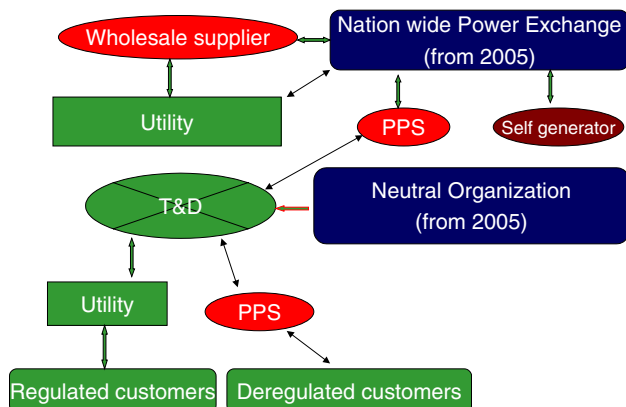 Wholesale supplier
Nation wide Power Exchange
(from 2005)
Utility
PPS
Self generator
T&D
Neutral Organization
(from 2005)
Utility
PPS
Regulated customers
Deregulated customers